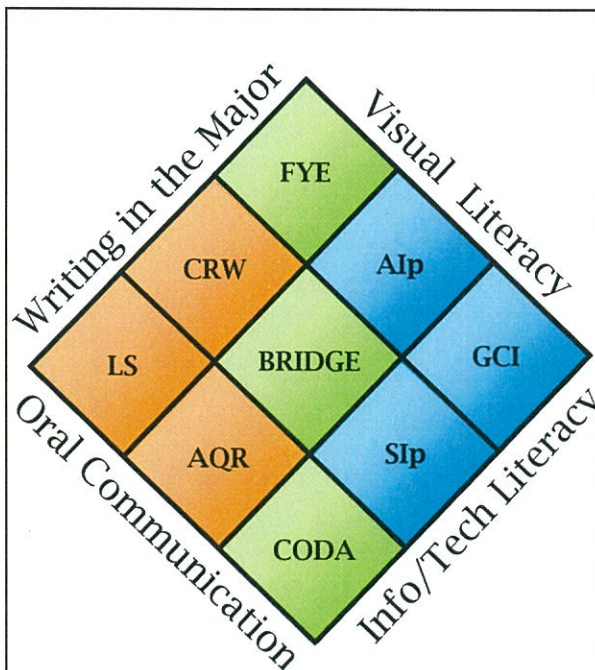 Writing in the Major
Visual Literacy
FYE
CRW
AIp
LS
BRIDGE
GCI
AQR
SIp
CODA
Oral Communication
Info/Tech Literacy